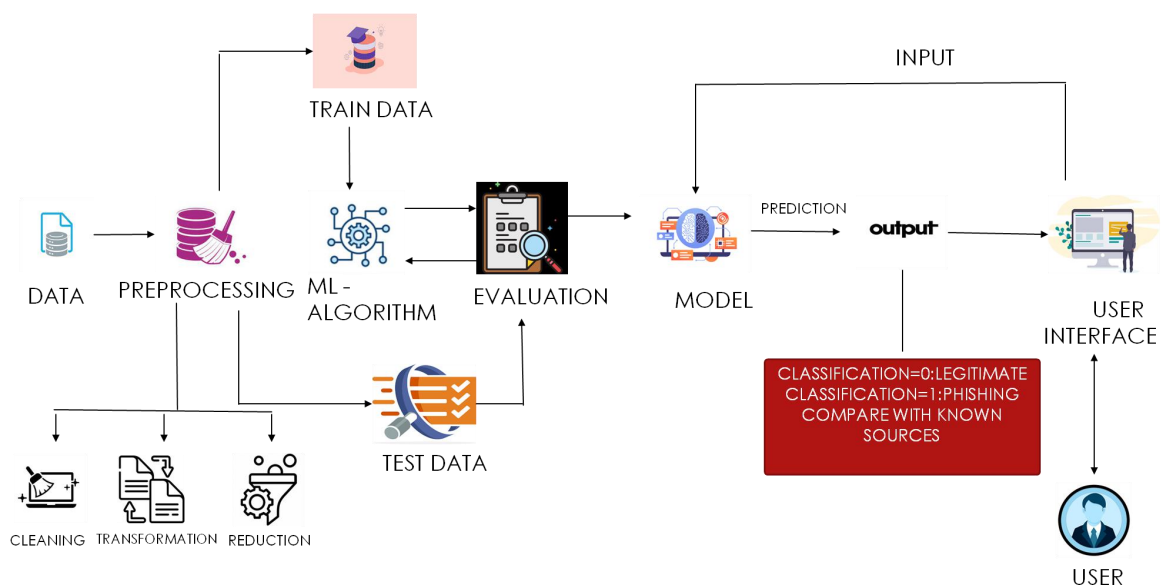 INPUT
TRAIN DATA
PREDICTION
output
DATA
PREPROCESSING
ML -
ALGORITHM
EVALUATION
MODEL
USER
INTERFACE
CLASSIFICATION=0:LEGITIMATE
CLASSIFICATION=1:PHISHING
COMPARE WITH KNOWN
SOURCES
TEST DATA
CLEANING
TRANSFORMATION
REDUCTION
USER